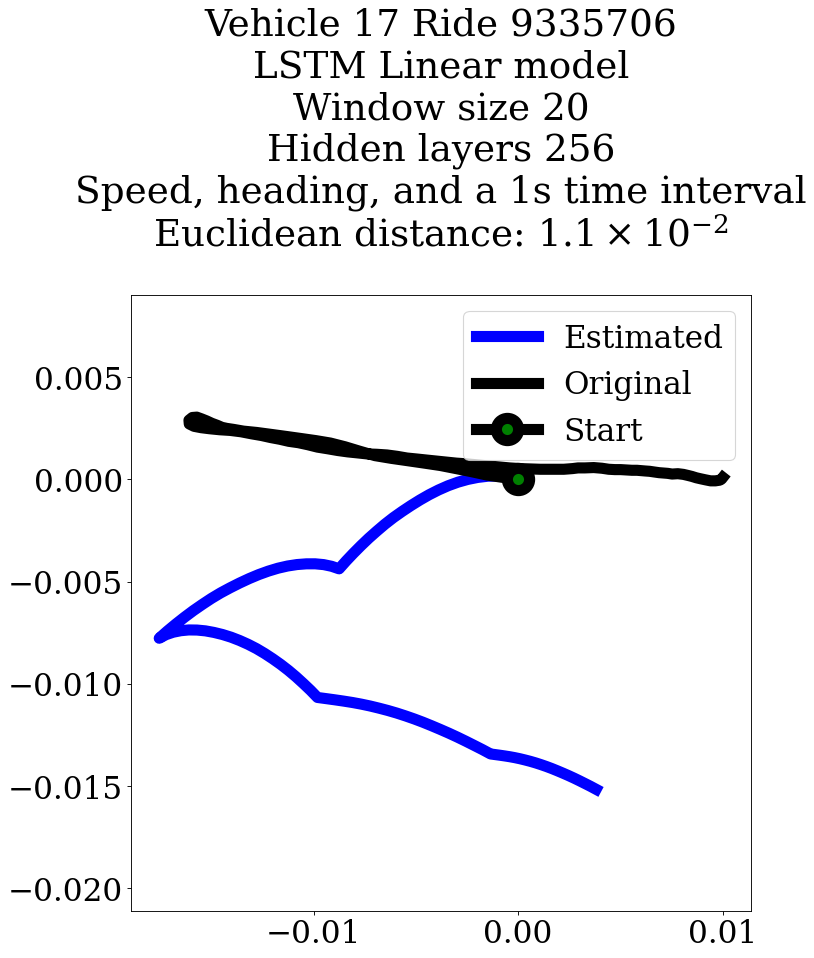 Vehicle 17 Ride 9335706
LSTM Linear model
Window size 20
Hidden layers 256
Speed, heading, and a 1s time interval
Euclidean distance: 1.1 × 10⁻²
Estimated
Original
Start
0.005
0.000
−0.005
−0.010
−0.015
−0.020
−0.01 0.00 0.01